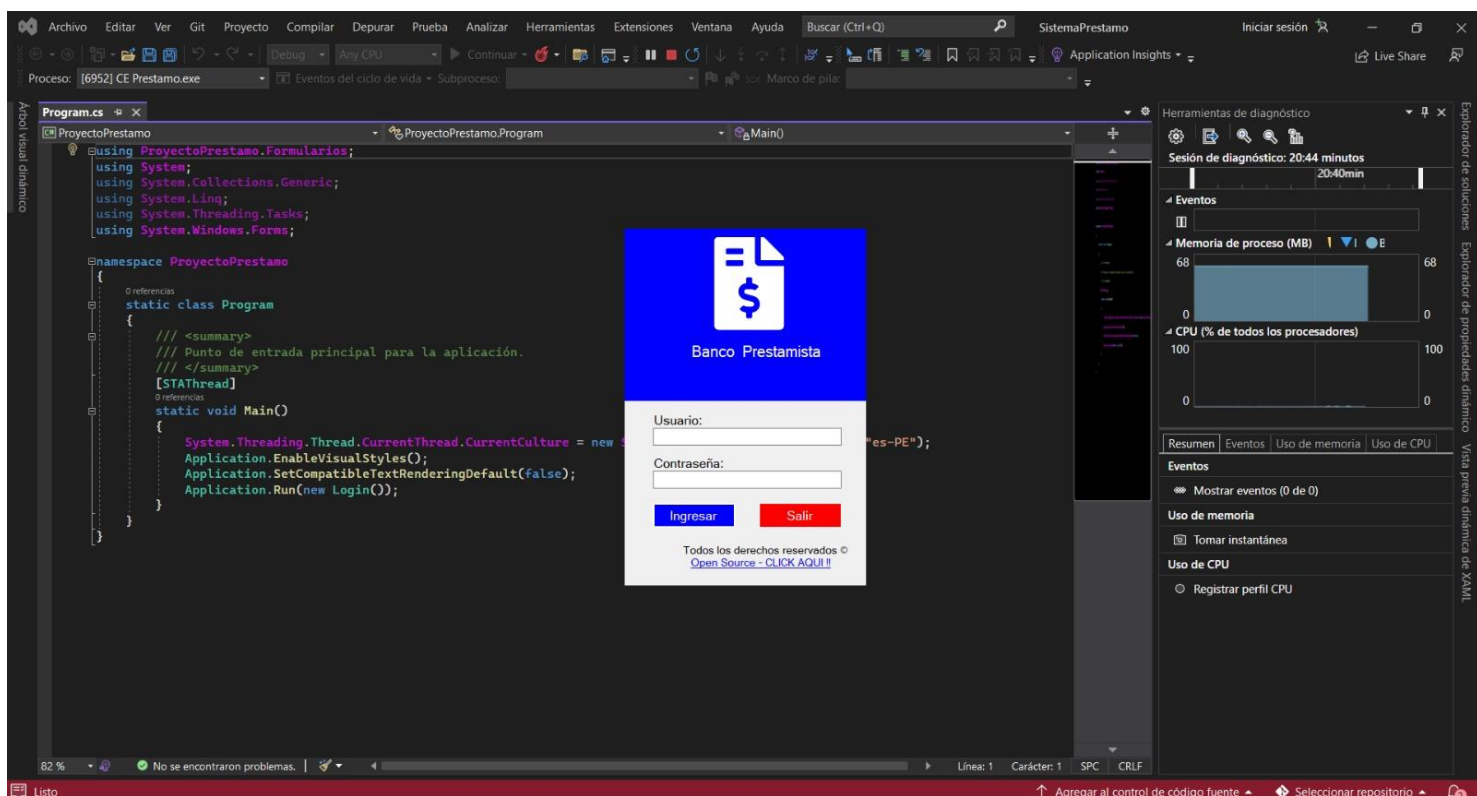 Archivo Editar Ver Git Proyecto Compilar Depurar Prueba Analizar Herramientas Extensiones Ventana Ayuda Buscar (Ctrl+Q) SistemaPrestamo Iniciar sesión
Debug Any CPU Continuar Application Insights Live Share
Proceso: [6952] CE Prestamo.exe Eventos del ciclo de vida Subproceso: Marco de pila:
Árbol visual dinámico
Program.cs
ProyectoPrestamo ProyectoPrestamo.Program Main()
using ProyectoPrestamo.Formularios;
using System;
using System.Collections.Generic;
using System.Linq;
using System.Threading.Tasks;
using System.Windows.Forms;
namespace ProyectoPrestamo
{
0 referencias
static class Program
{
/// <summary>
/// Punto de entrada principal para la aplicación.
/// </summary>
[STAThread]
0 referencias
static void Main()
{
System.Threading.Thread.CurrentThread.CurrentCulture = new "es-PE");
Application.EnableVisualStyles();
Application.SetCompatibleTextRenderingDefault(false);
Application.Run(new Login());
}
}
}
$
Banco Prestamista
Usuario:
Contraseña:
Ingresar Salir
Todos los derechos reservados ©
Open Source - CLICK AQUI !!
Herramientas de diagnóstico
Sesión de diagnóstico: 20:44 minutos
20:40min
Eventos
Memoria de proceso (MB)
68 68
0 0
CPU (% de todos los procesadores)
100 100
0 0
Resumen Eventos Uso de memoria Uso de CPU
Eventos
Mostrar eventos (0 de 0)
Uso de memoria
Tomar instantánea
Uso de CPU
Registrar perfil CPU
Explorador de soluciones Explorador de propiedades dinámico Vista previa dinámica de XAML
82 % No se encontraron problemas. Línea: 1 Carácter: 1 SPC CRLF
Listo Agregar al control de código fuente Seleccionar repositorio